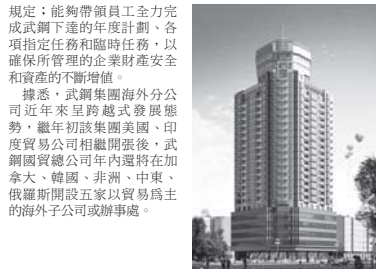 規定；能夠帶領員工全力完
成武鋼下達的年度計劃、各
項指定任務和臨時任務，以
確保所管理的企業財產安全
和資產的不斷增值。
據悉，武鋼集團海外分公
司近年來呈跨越式發展態
勢，繼年初該集團美國、印
度貿易公司相繼開張後，武
鋼國貿總公司年內還將在加
拿大、韓國、非洲、中東、
俄羅斯開設五家以貿易爲主
的海外子公司或辦事處。